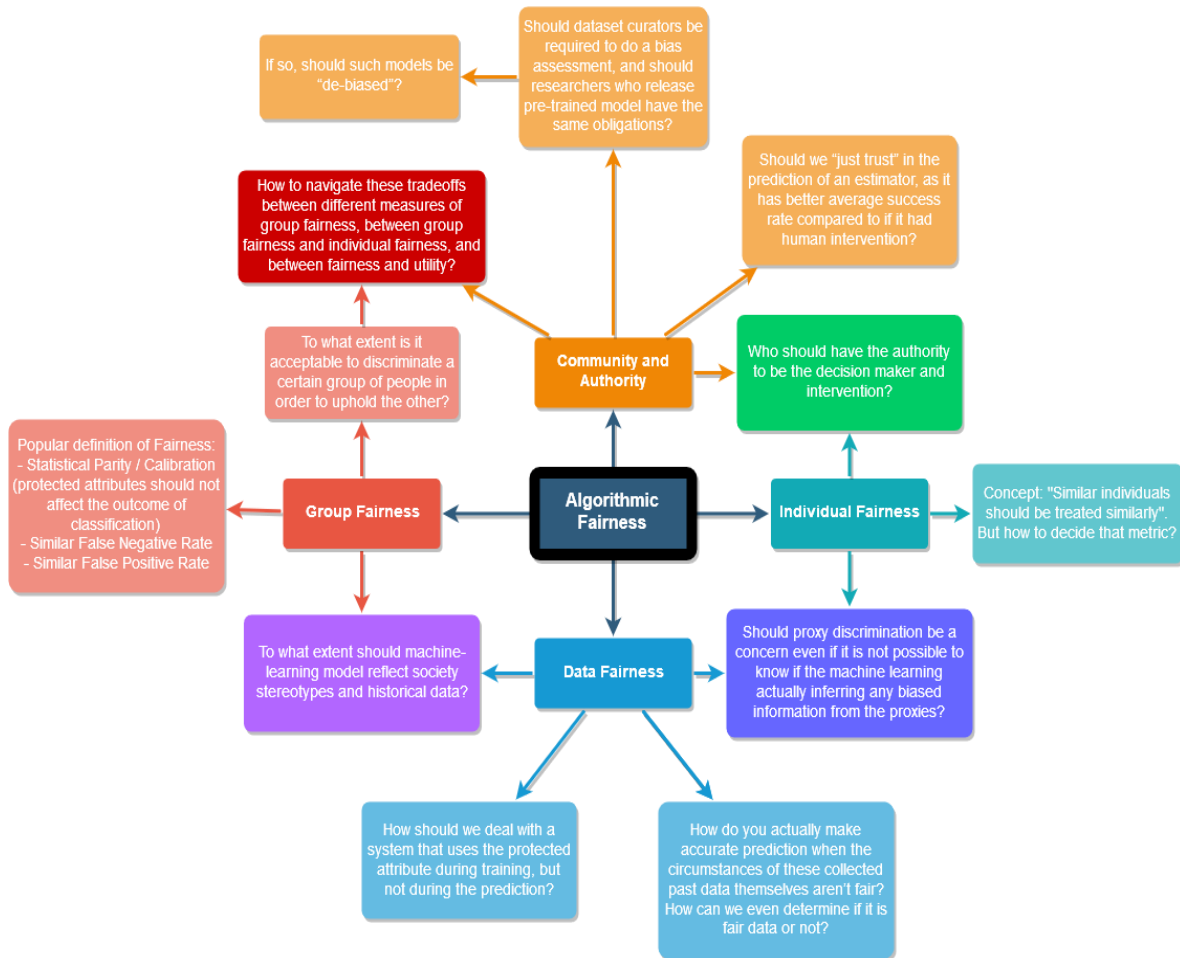 Should dataset curators be
required to do a bias
assessment, and should
researchers who release
pre-trained model have the
same obligations?
If so, should such models be
“de-biased”?
Should we “just trust” in the
prediction of an estimator, as it
has better average success
rate compared to if it had
human intervention?
How to navigate these tradeoffs
between different measures of
group fairness, between group
fairness and individual fairness, and
between fairness and utility?
To what extent is it
acceptable to discriminate a
certain group of people in
order to uphold the other?
Community and
Authority
Who should have the authority
to be the decision maker and
intervention?
Popular definition of Fairness:
- Statistical Parity / Calibration
(protected attributes should not
affect the outcome of
classification)
- Similar False Negative Rate
- Similar False Positive Rate
Group Fairness
Algorithmic
Fairness
Individual Fairness
Concept: "Similar individuals
should be treated similarly".
But how to decide that metric?
To what extent should machine-
learning model reflect society
stereotypes and historical data?
Data Fairness
Should proxy discrimination be a
concern even if it is not possible to
know if the machine learning
actually inferring any biased
information from the proxies?
How should we deal with a
system that uses the protected
attribute during training, but
not during the prediction?
How do you actually make
accurate prediction when the
circumstances of these collected
past data themselves aren’t fair?
How can we even determine if it is
fair data or not?